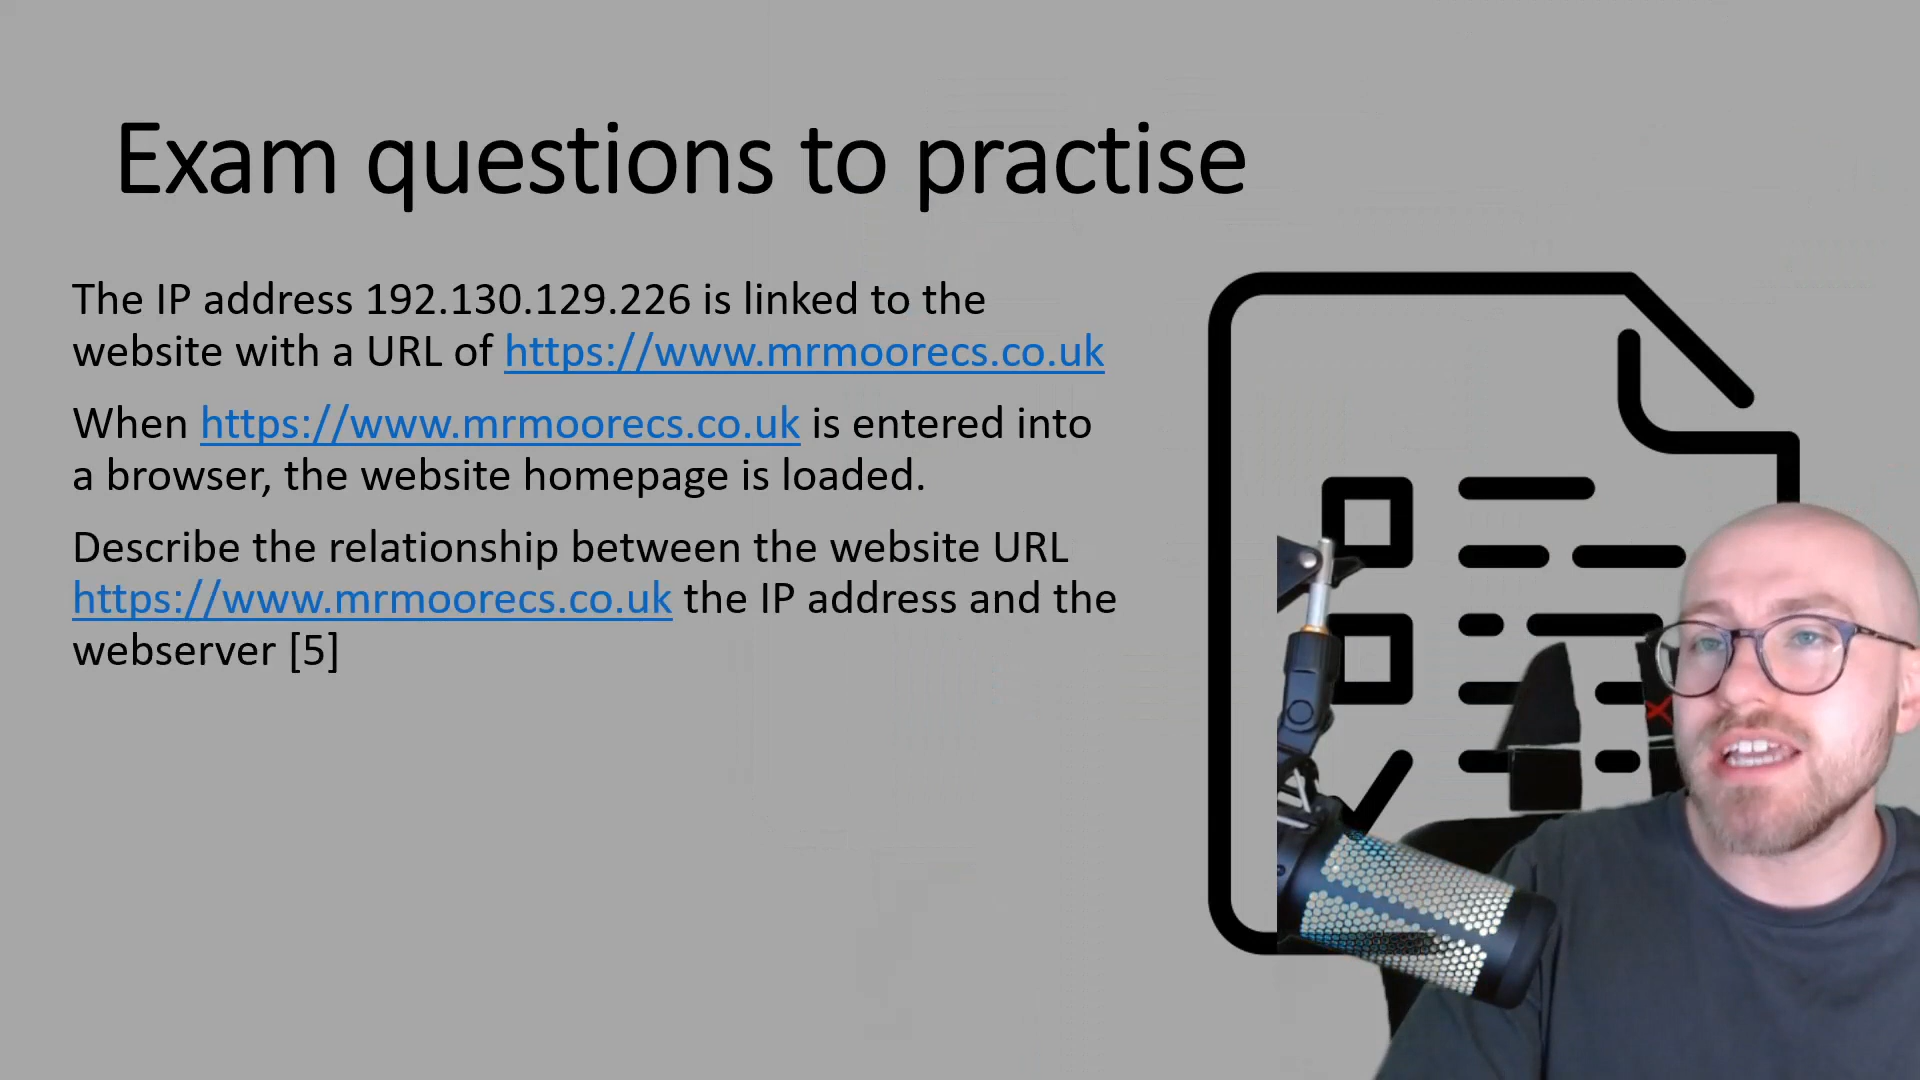 Exam questions to practise
The IP address 192.130.129.226 is linked to the
website with a URL of https://www.mrmoorecs.co.uk
When https://www.mrmoorecs.co.uk is entered into
a browser, the website homepage is loaded.
Describe the relationship between the website URL
https://www.mrmoorecs.co.uk the IP address and the
webserver [5]